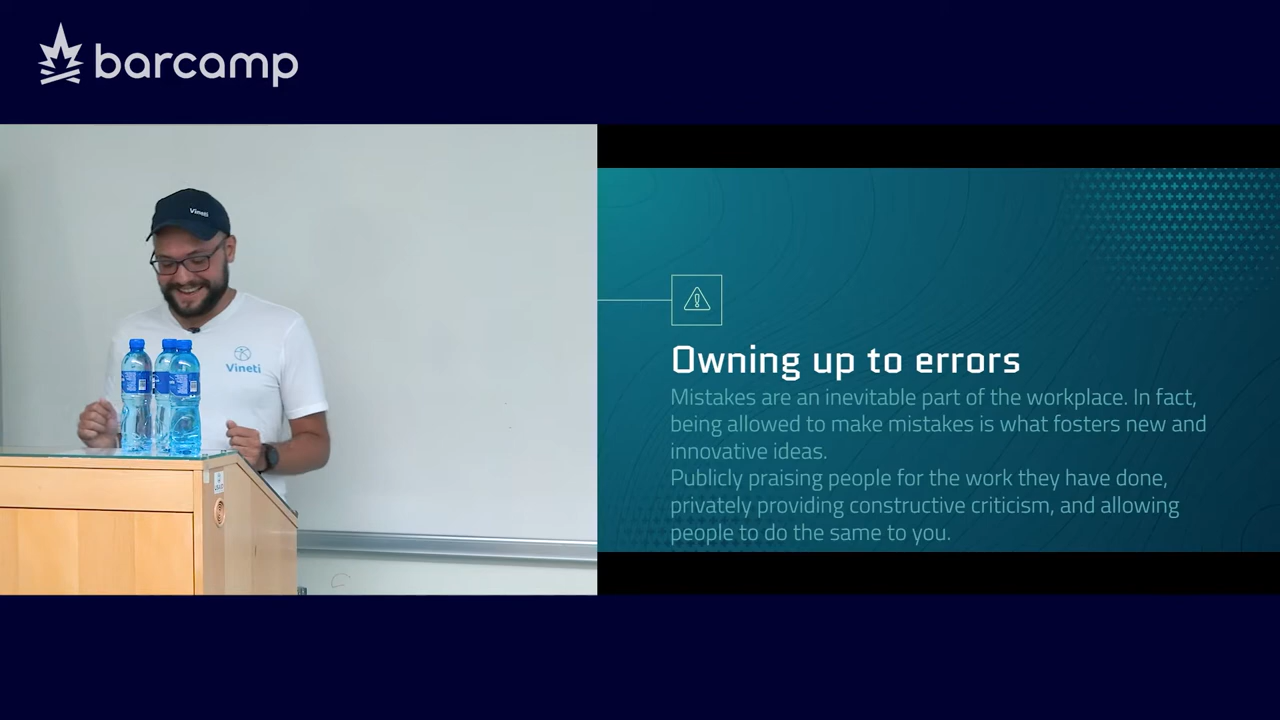 barcamp
Vineti
Vineti
Owning up to errors
Mistakes are an inevitable part of the workplace. In fact,
being allowed to make mistakes is what fosters new and
innovative ideas.
Publicly praising people for the work they have done,
privately providing constructive criticism, and allowing
people to do the same to you.